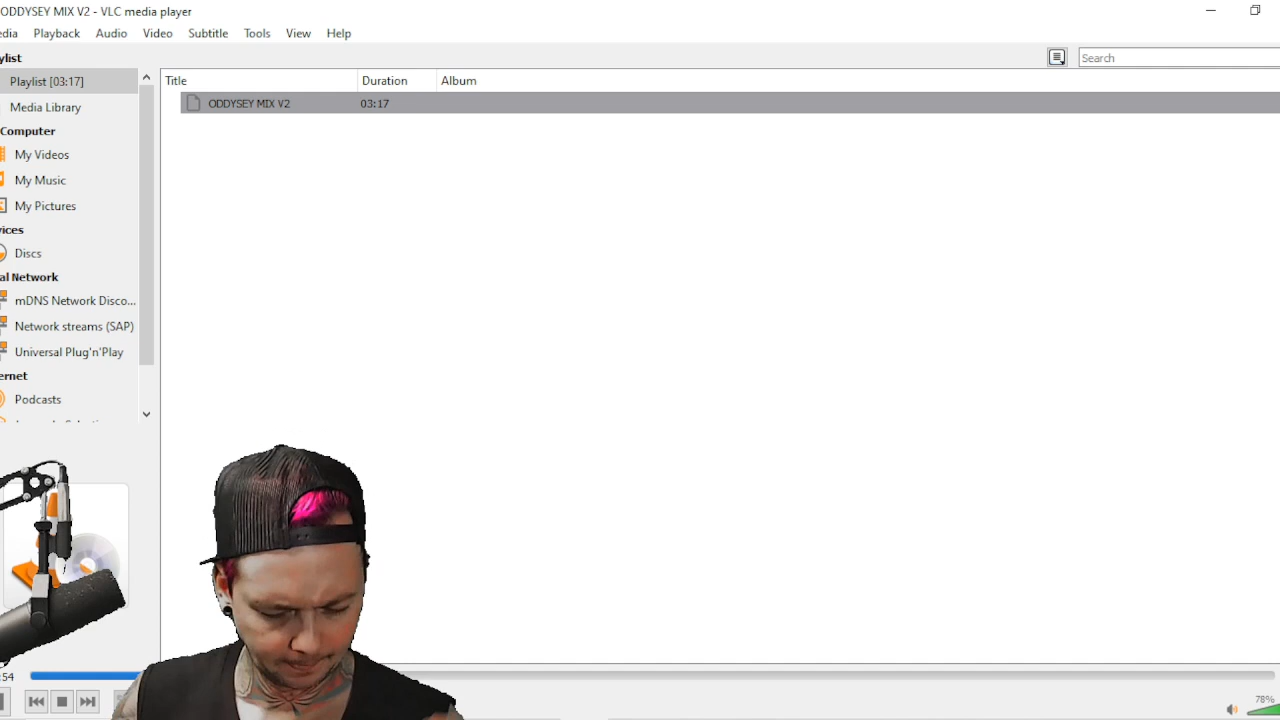 ODDYSEY MIX V2 - VLC media player
edia Playback Audio Video Subtitle Tools View Help
ylist
Search
Playlist [03:17]
Title Duration Album
ODDYSEY MIX V2 03:17
Media Library
Computer
My Videos
My Music
My Pictures
vices
Discs
al Network
mDNS Network Disco...
Network streams (SAP)
Universal Plug'n'Play
ernet
Podcasts
:54
78%